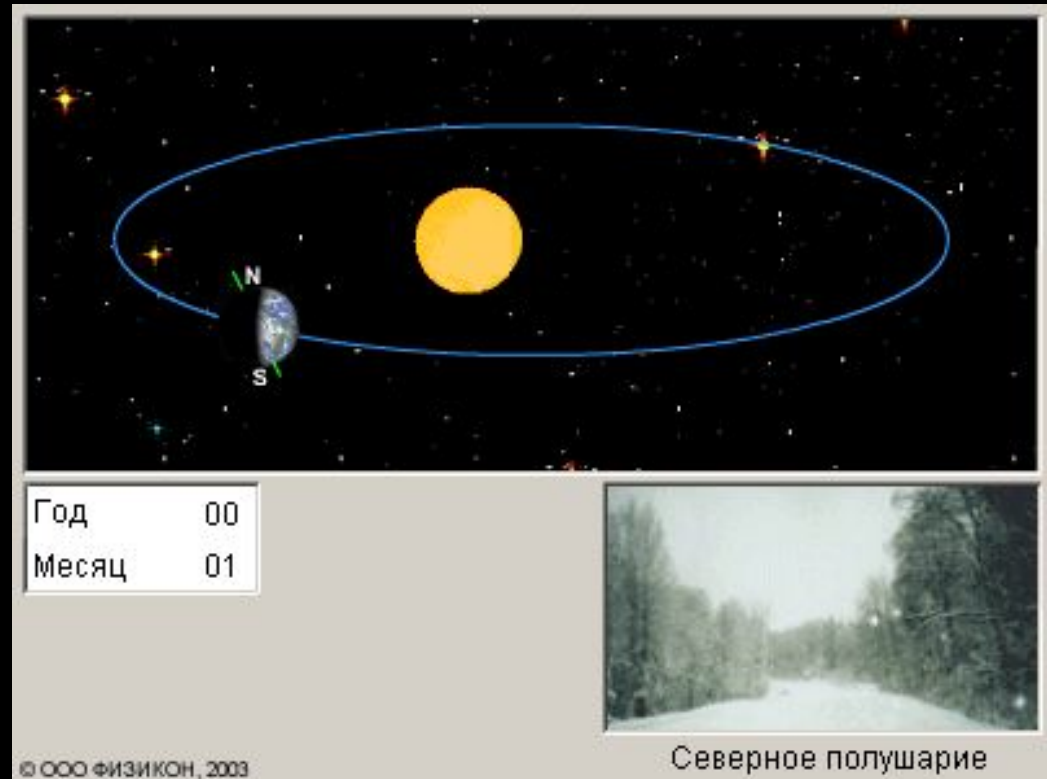 N
S
Год 00
Месяц 01
Северное полушарие
© ООО ФИЗИКОН, 2003